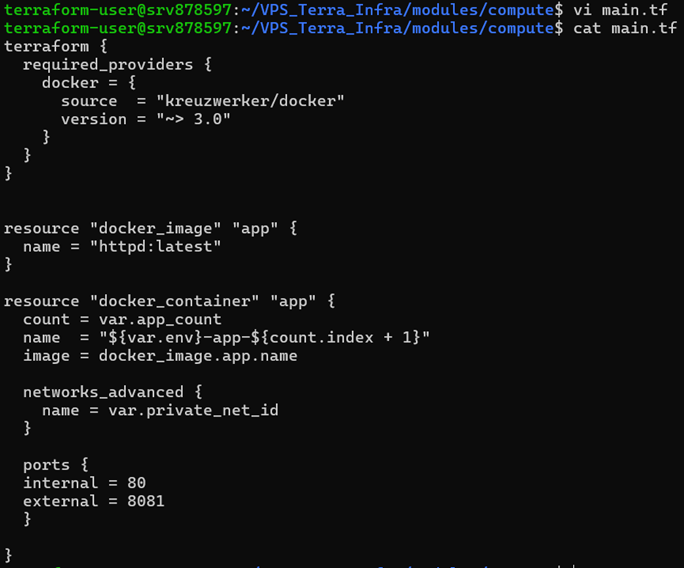 terraform-user@srv878597:~/VPS_Terra_Infra/modules/compute$ vi main.tf
terraform-user@srv878597:~/VPS_Terra_Infra/modules/compute$ cat main.tf
terraform {
  required_providers {
    docker = {
      source  = "kreuzwerker/docker"
      version = "~> 3.0"
    }
  }
}


resource "docker_image" "app" {
  name = "httpd:latest"
}

resource "docker_container" "app" {
  count = var.app_count
  name  = "${var.env}-app-${count.index + 1}"
  image = docker_image.app.name

  networks_advanced {
    name = var.private_net_id
  }

  ports {
  internal = 80
  external = 8081
  }

}